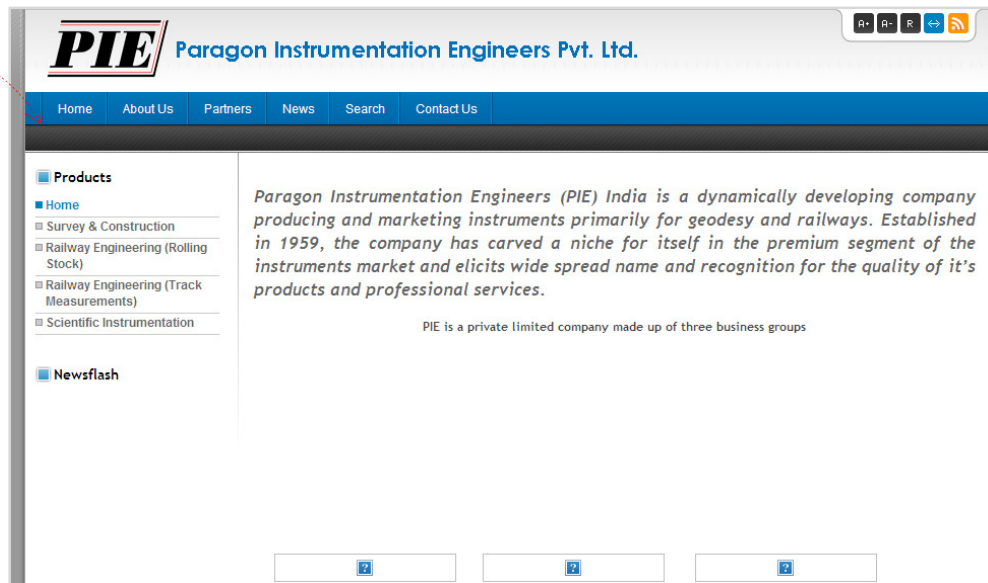 PIE Paragon Instrumentation Engineers Pvt. Ltd.
A+ A- R
Home About Us Partners News Search Contact Us
Products
Home
Survey & Construction
Railway Engineering (Rolling
Stock)
Railway Engineering (Track
Measurements)
Scientific Instrumentation
Newsflash
Paragon Instrumentation Engineers (PIE) India is a dynamically developing company
producing and marketing instruments primarily for geodesy and railways. Established
in 1959, the company has carved a niche for itself in the premium segment of the
instruments market and elicits wide spread name and recognition for the quality of it's
products and professional services.
PIE is a private limited company made up of three business groups
? ? ?